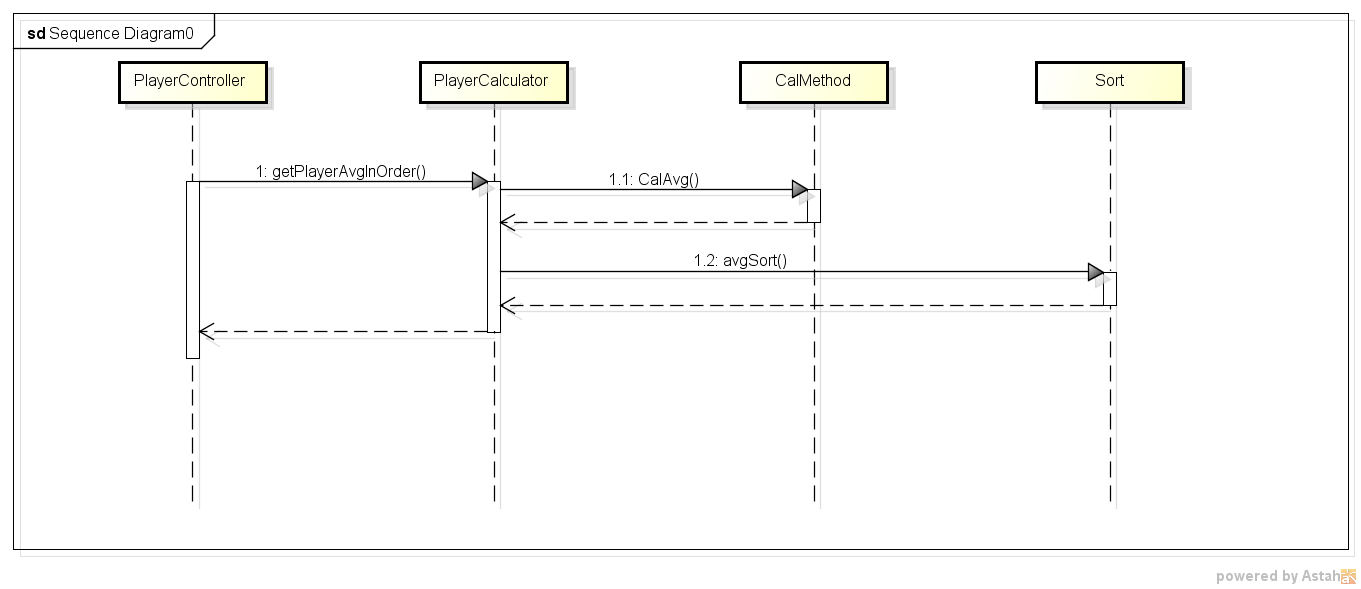 sd Sequence Diagram0
PlayerController
PlayerCalculator
CalMethod
Sort
1: getPlayerAvgInOrder()
1.1: CalAvg()
1.2: avgSort()
powered by Astah